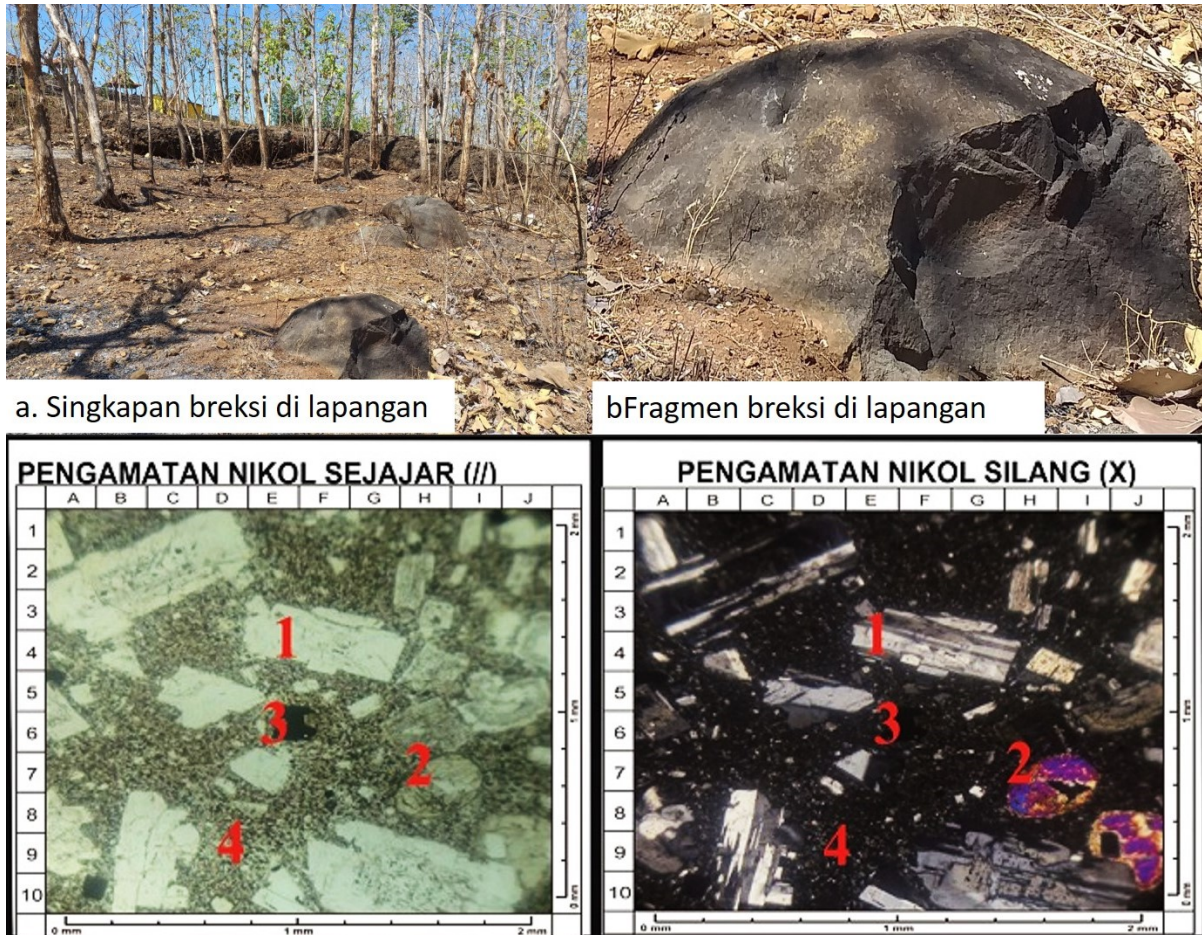 a. Singkapan breksi di lapangan
bFragmen breksi di lapangan
PENGAMATAN NIKOL SEJAJAR (//)
A B C D E F G H I J
1
2
3
4
5
6
7
8
9
10
1
2
3
4
2 mm
1 mm
0 mm
0 mm 1 mm 2 mm
PENGAMATAN NIKOL SILANG (X)
A B C D E F G H I J
1
2
3
4
5
6
7
8
9
10
1
2
3
4
2 mm
1 mm
0 mm
0 mm 1 mm 2 mm